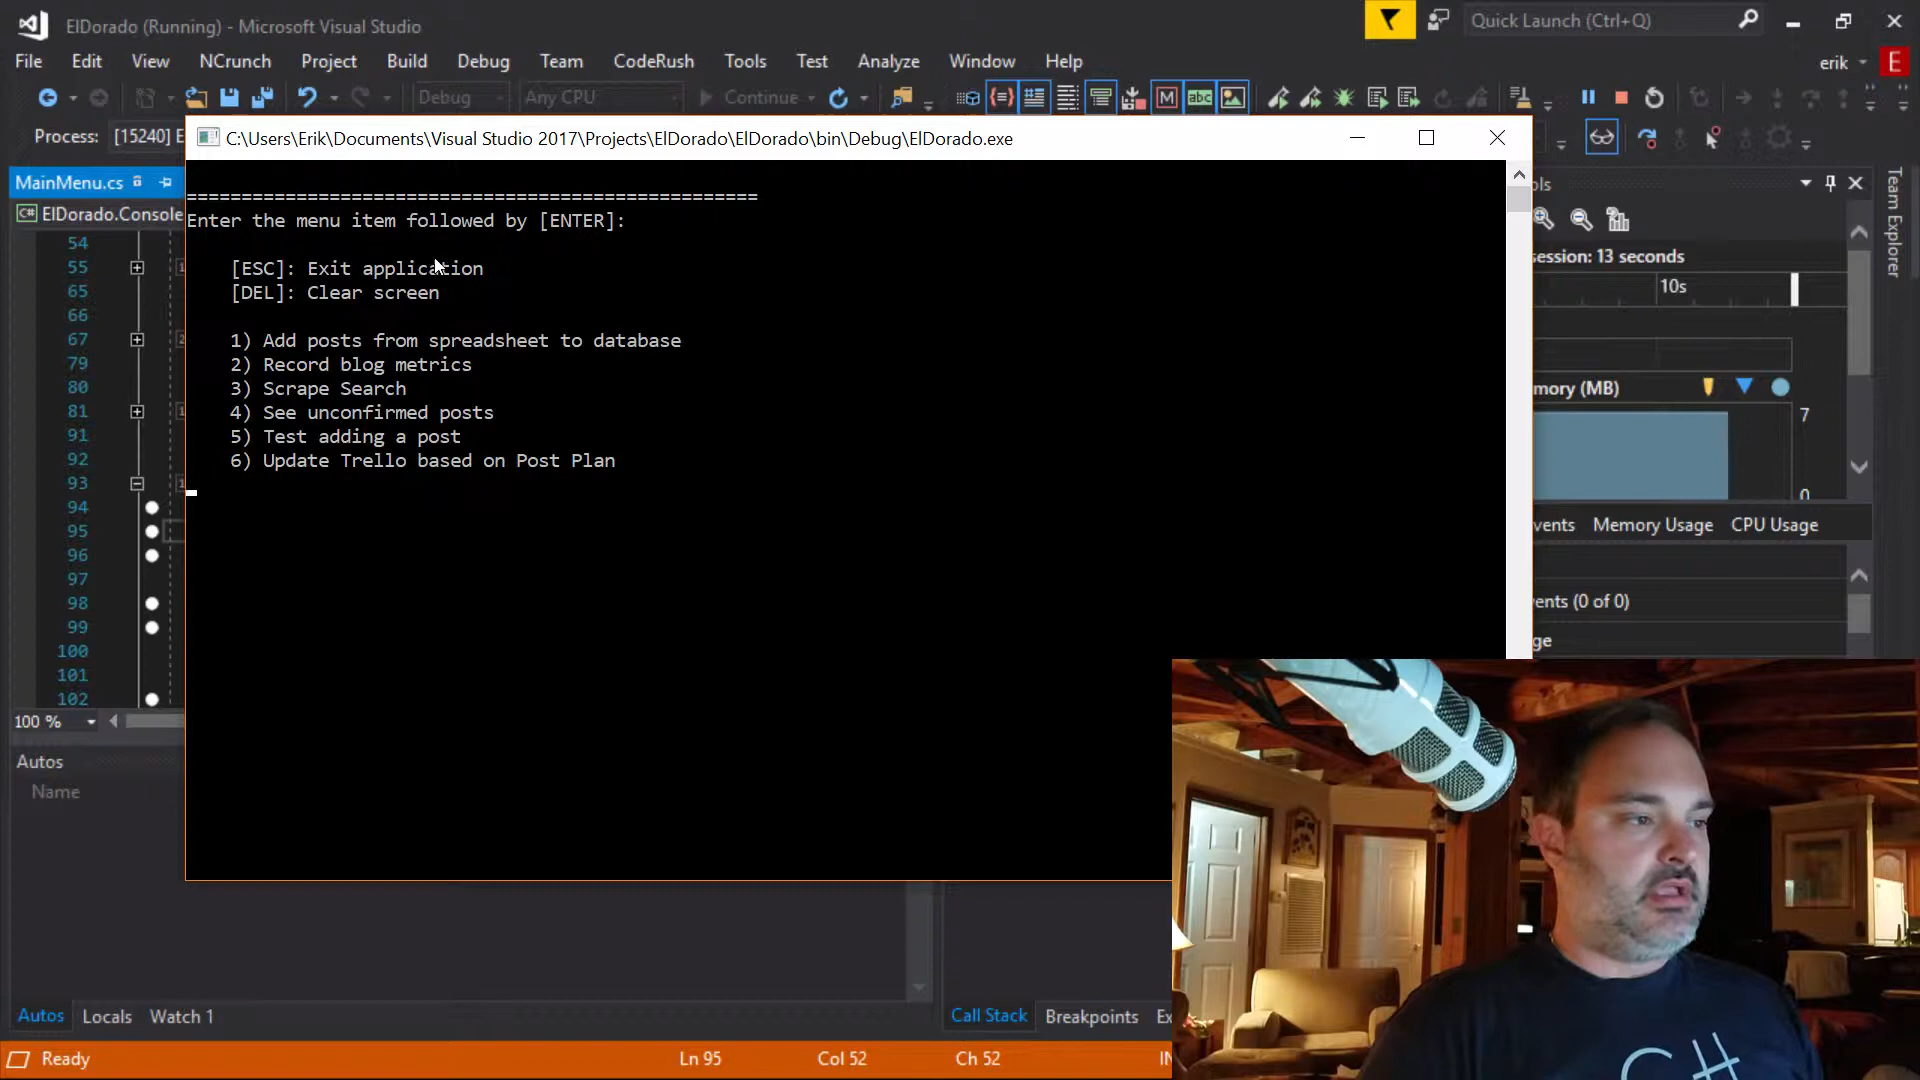 ElDorado (Running) - Microsoft Visual Studio
Quick Launch (Ctrl+Q)
File Edit View NCrunch Project Build Debug Team CodeRush Tools Test Analyze Window Help
erik E
Debug Any CPU Continue
Process: [15240] E
C:\Users\Erik\Documents\Visual Studio 2017\Projects\ElDorado\ElDorado\bin\Debug\ElDorado.exe
MainMenu.cs
ElDorado.Console
54
55
65
66
67
79
80
81
91
92
93
94
95
96
97
98
99
100
101
102
100 %
====================================================
Enter the menu item followed by [ENTER]:
[ESC]: Exit application
[DEL]: Clear screen
1) Add posts from spreadsheet to database
2) Record blog metrics
3) Scrape Search
4) See unconfirmed posts
5) Test adding a post
6) Update Trello based on Post Plan
ols
session: 13 seconds
10s
mory (MB)
7
0
vents Memory Usage CPU Usage
vents (0 of 0)
ge
Team Explorer
Autos
Name
Autos Locals Watch 1
Call Stack Breakpoints Ex
Ready Ln 95 Col 52 Ch 52 IN
C#